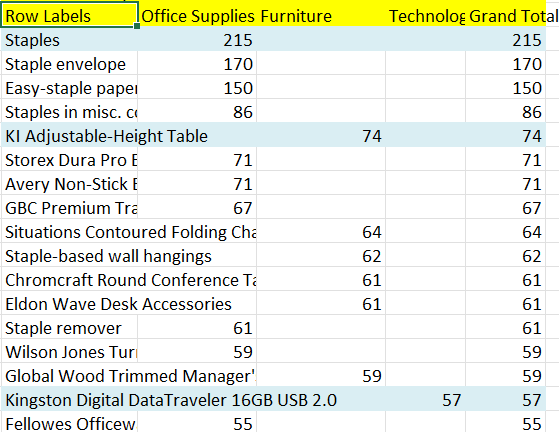 Row Labels Office Supplies Furniture Technolog Grand Total
Staples 215 215
Staple envelope 170 170
Easy-staple paper 150 150
Staples in misc. co 86 86
KI Adjustable-Height Table 74 74
Storex Dura Pro B 71 71
Avery Non-Stick B 71 71
GBC Premium Tra 67 67
Situations Contoured Folding Cha 64 64
Staple-based wall hangings 62 62
Chromcraft Round Conference Ta 61 61
Eldon Wave Desk Accessories 61 61
Staple remover 61 61
Wilson Jones Turn 59 59
Global Wood Trimmed Manager' 59 59
Kingston Digital DataTraveler 16GB USB 2.0 57 57
Fellowes Officew 55 55